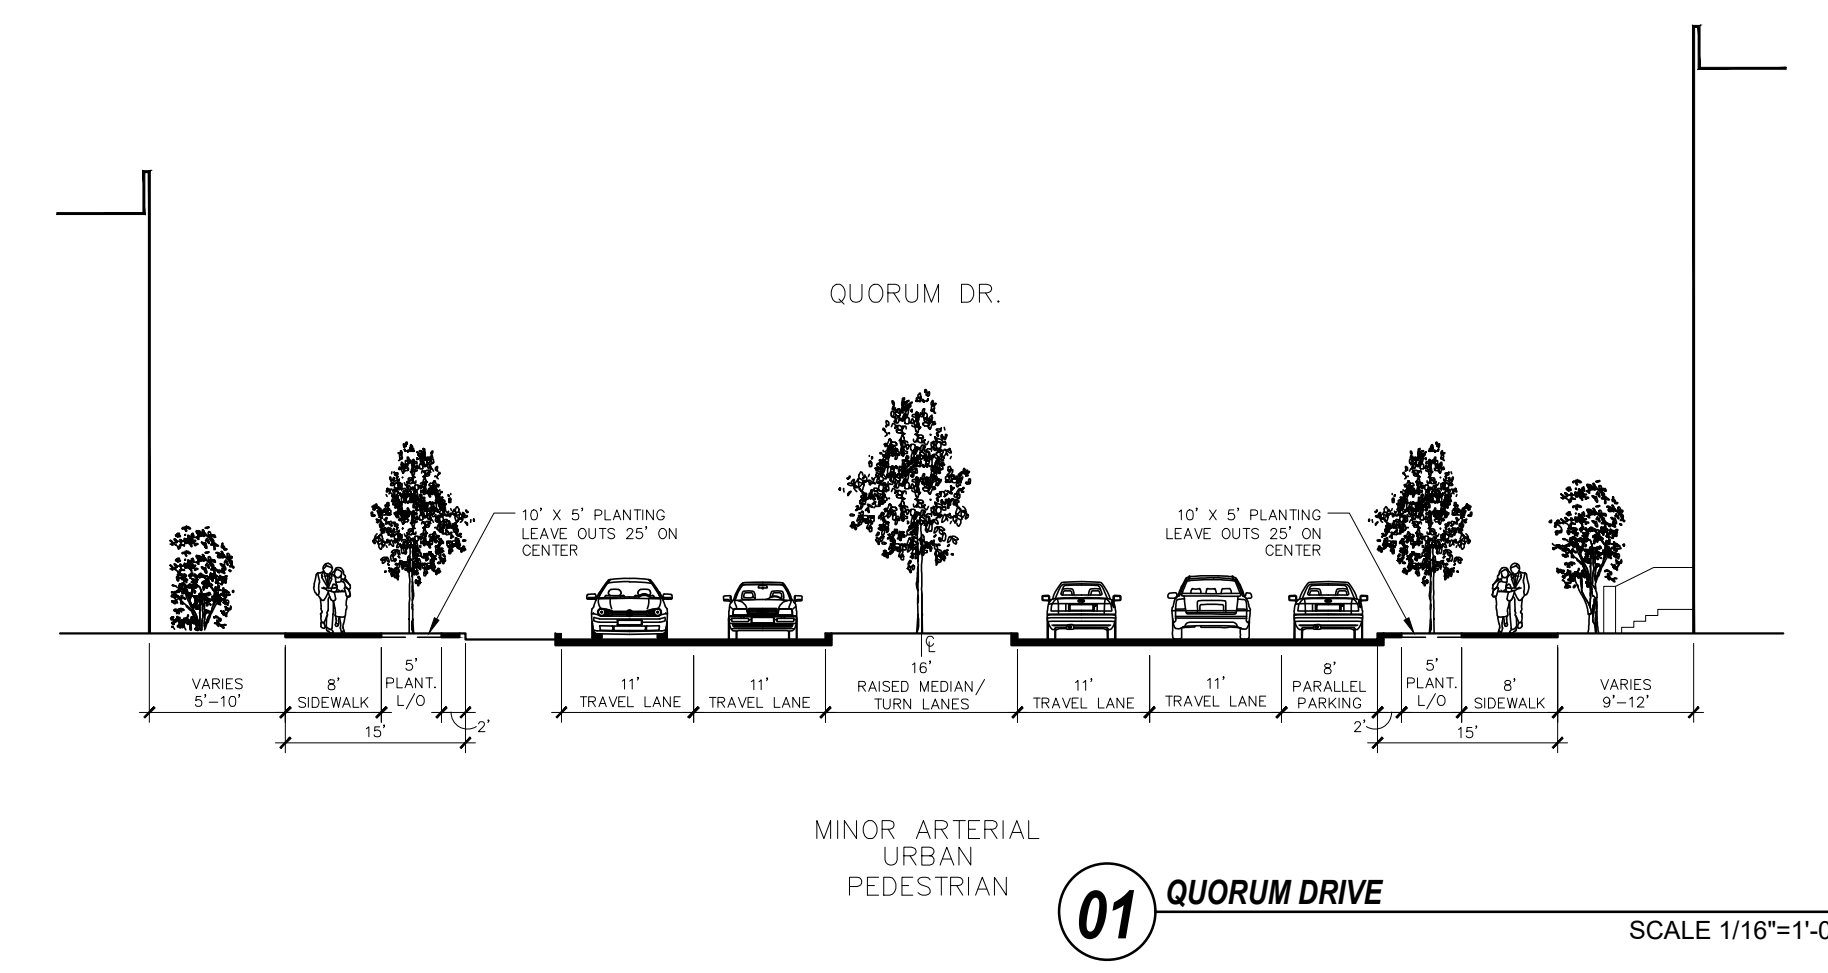 QUORUM DR.
10' X 5' PLANTING
LEAVE OUTS 25' ON
CENTER
10' X 5' PLANTING
LEAVE OUTS 25' ON
CENTER
VARIES
5'-10'
8'
SIDEWALK
5'
PLANT.
L/O
2'
15'
11'
TRAVEL LANE
11'
TRAVEL LANE
℄
16'
RAISED MEDIAN/
TURN LANES
11'
TRAVEL LANE
11'
TRAVEL LANE
8'
PARALLEL
PARKING
2'
5'
PLANT.
L/O
8'
SIDEWALK
15'
VARIES
9'-12'
MINOR ARTERIAL
URBAN
PEDESTRIAN
01
QUORUM DRIVE
SCALE 1/16"=1'-0